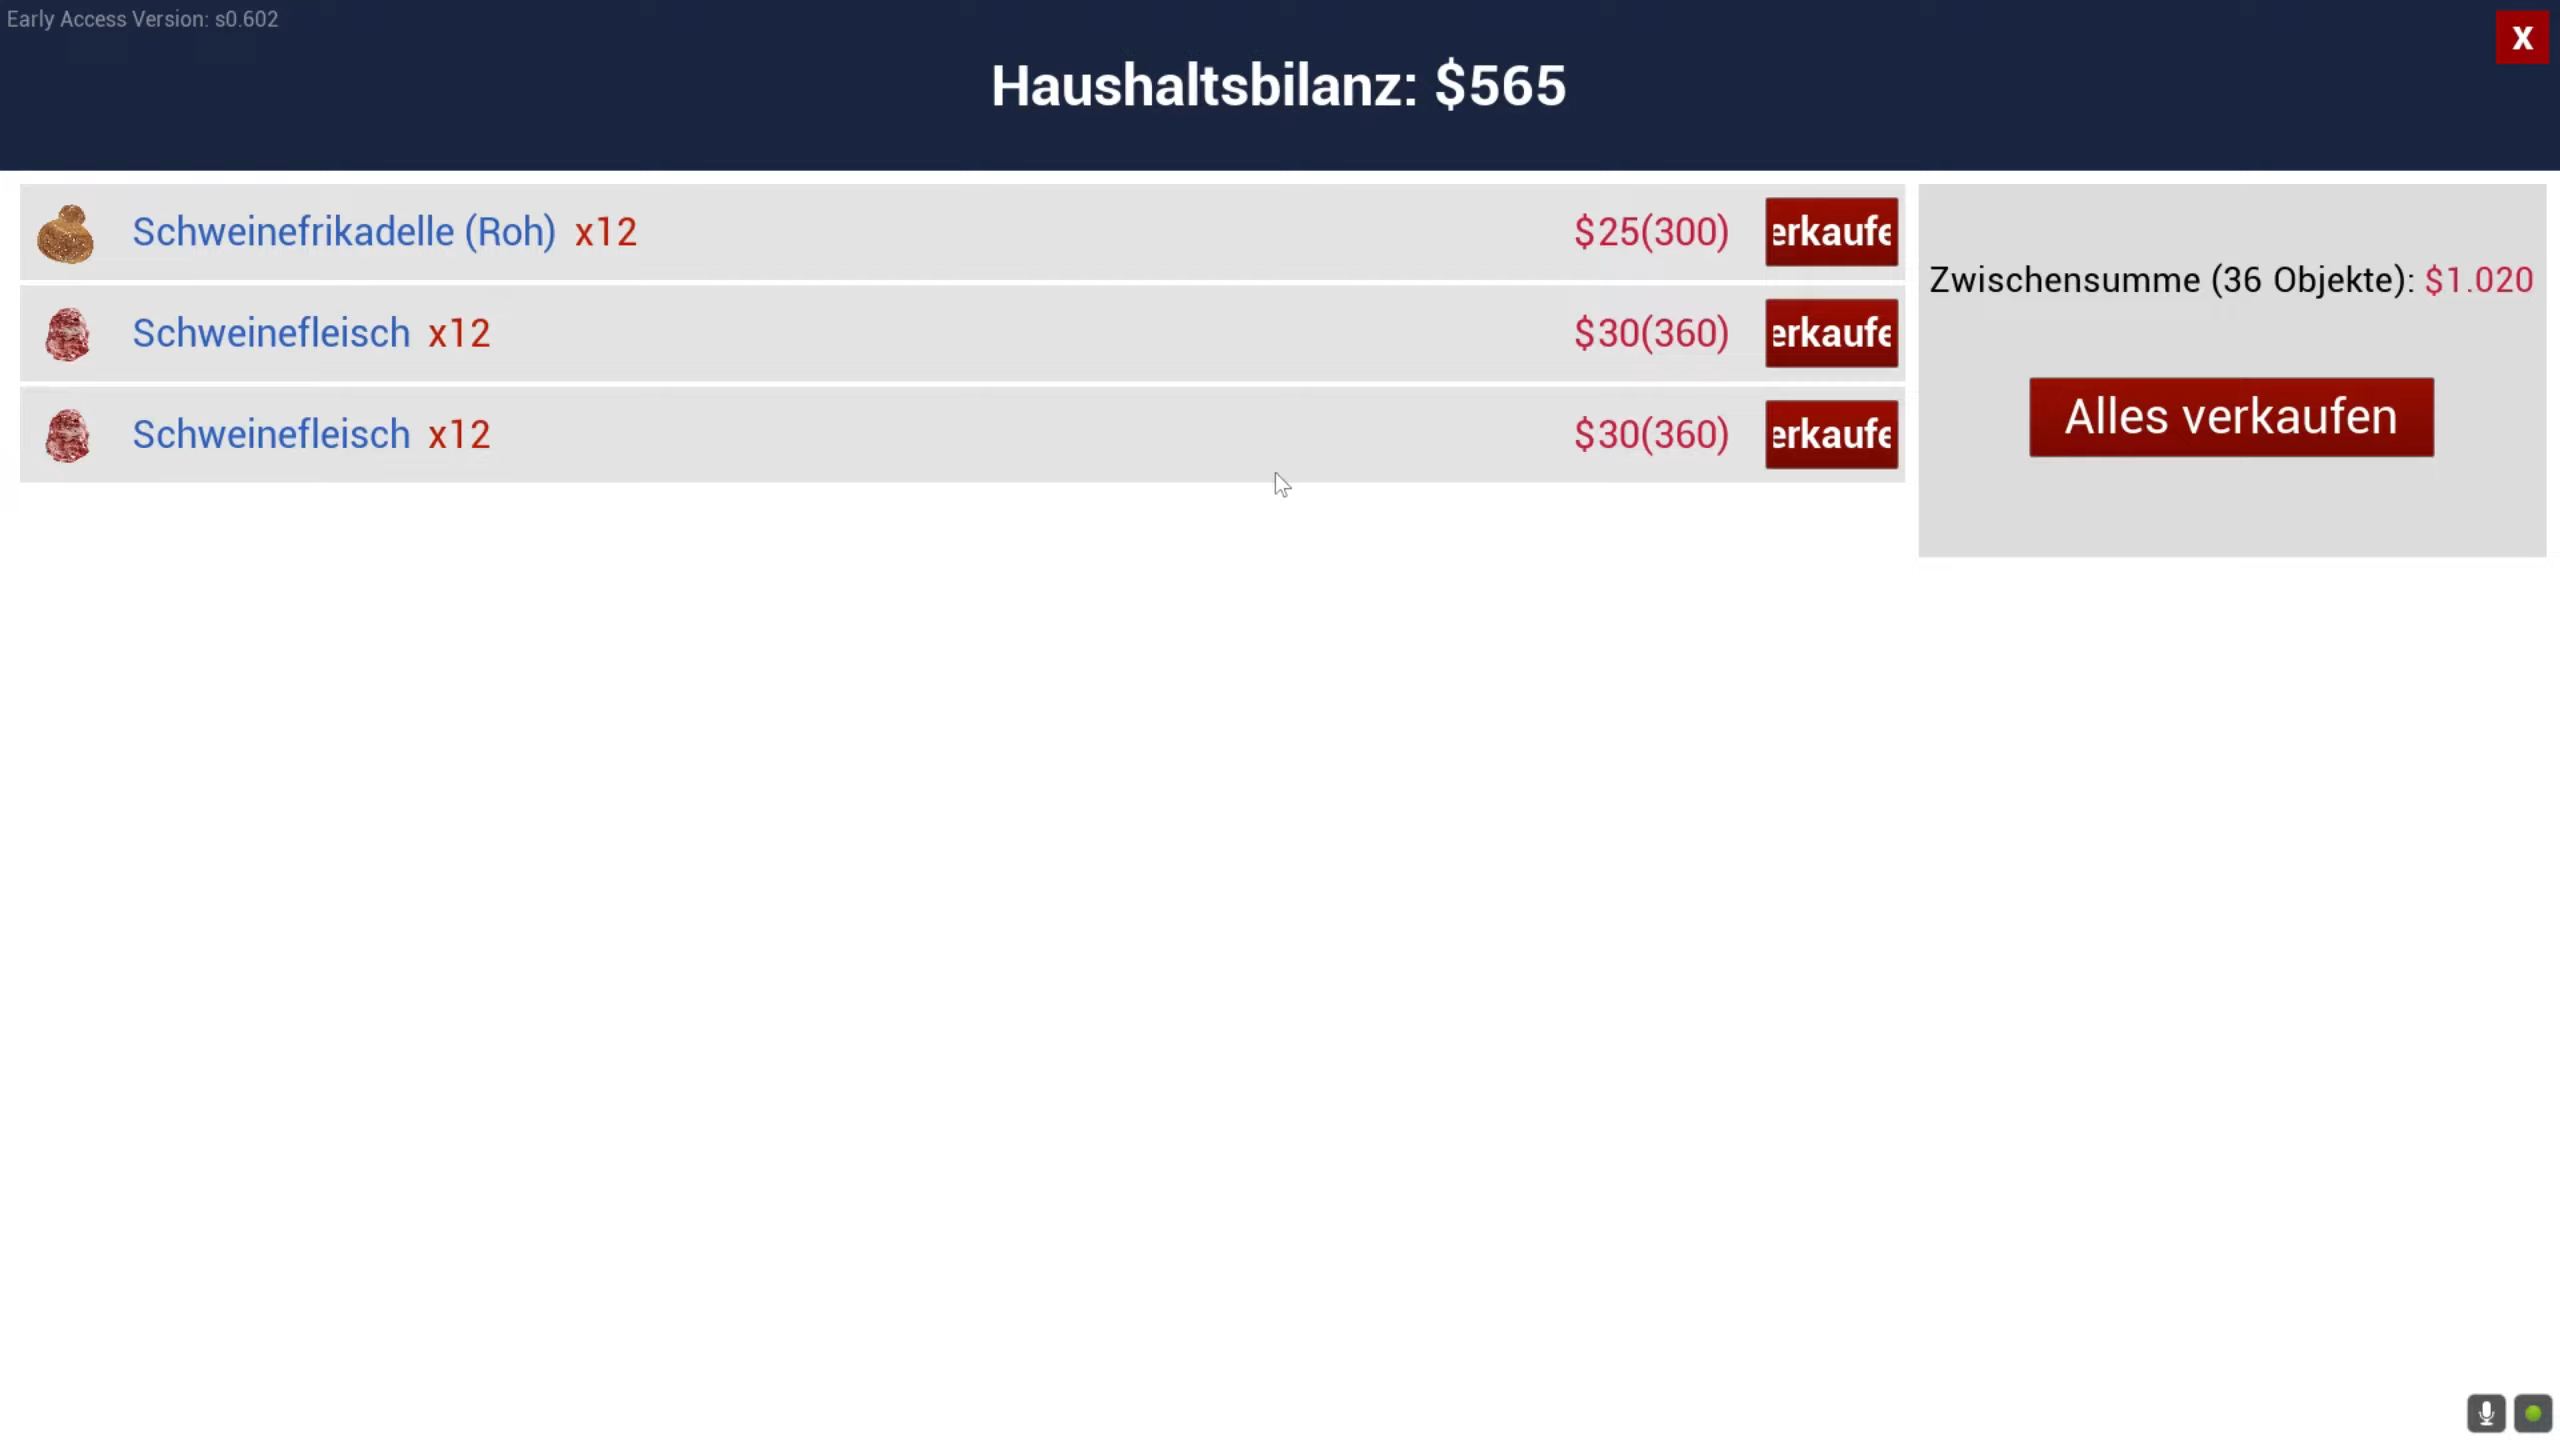 Early Access Version: s0.602
X
Haushaltsbilanz: $565
Schweinefrikadelle (Roh) x12 $25(300) erkaufe
Schweinefleisch x12 $30(360) erkaufe
Schweinefleisch x12 $30(360) erkaufe
Zwischensumme (36 Objekte): $1.020
Alles verkaufen